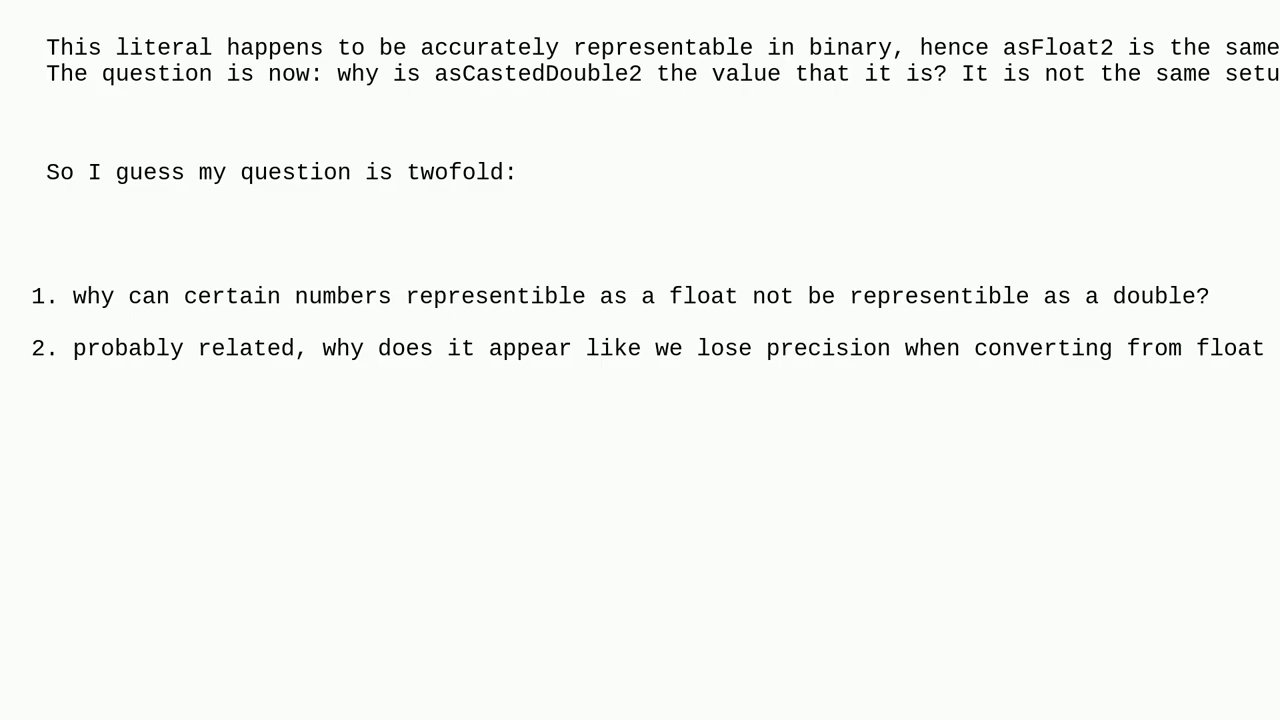 This literal happens to be accurately representable in binary, hence asFloat2 is the same
The question is now: why is asCastedDouble2 the value that it is? It is not the same setu
So I guess my question is twofold:
1. why can certain numbers representible as a float not be representible as a double?
2. probably related, why does it appear like we lose precision when converting from float